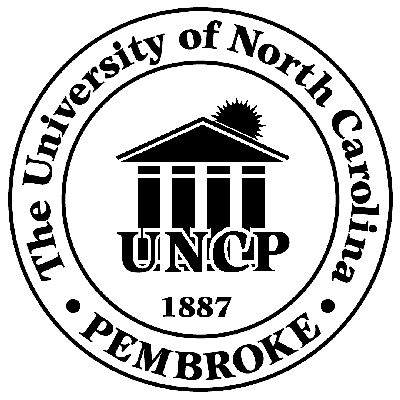 The University of North Carolina
UNCP
1887
• PEMBROKE •